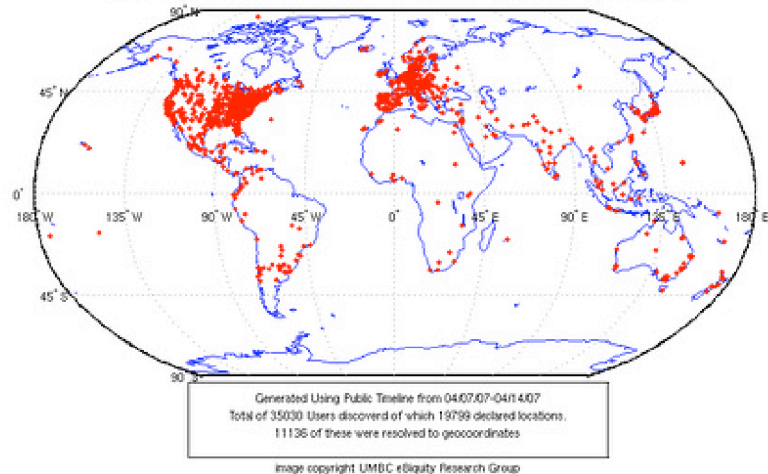 90°N
45°N
0°
180°W 135°W 90°W 45°W 0° 45°E 90°E 135°E 180°E
45°S
90°S
Generated Using Public Timeline from 04/07/07-04/14/07
Total of 35030 Users discoverd of which 19799 declared locations.
11136 of these were resolved to geocoordinates
image copyright UMBC eBiquity Research Group